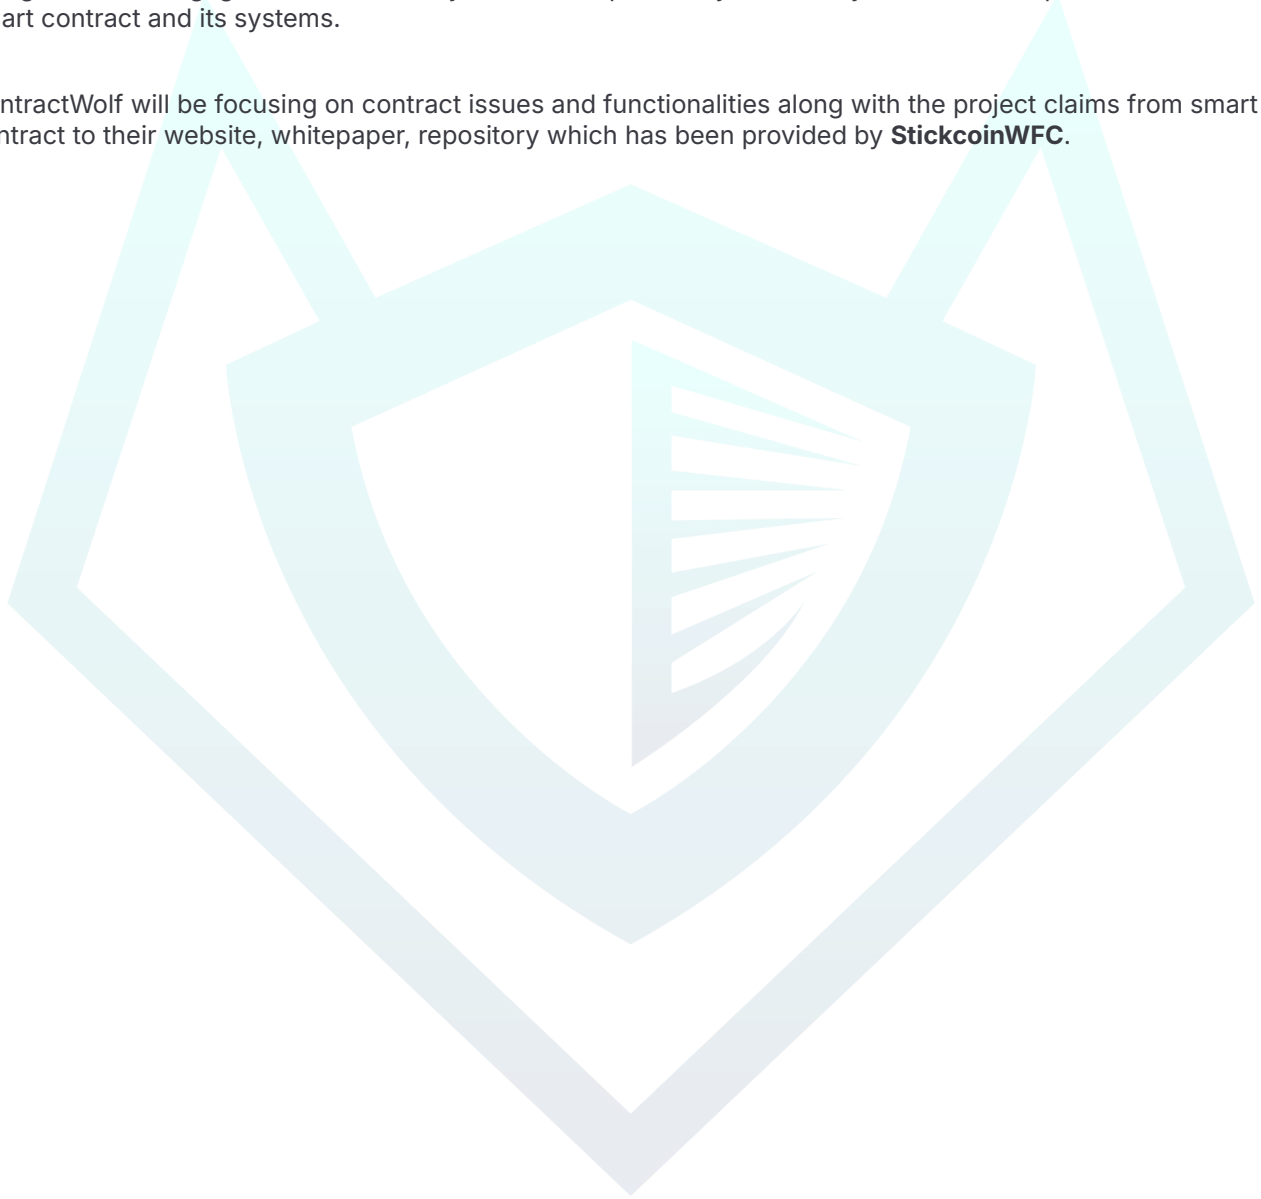 art contract and its systems.
ntractWolf will be focusing on contract issues and functionalities along with the project claims from smart
ntract to their website, whitepaper, repository which has been provided by StickcoinWFC.